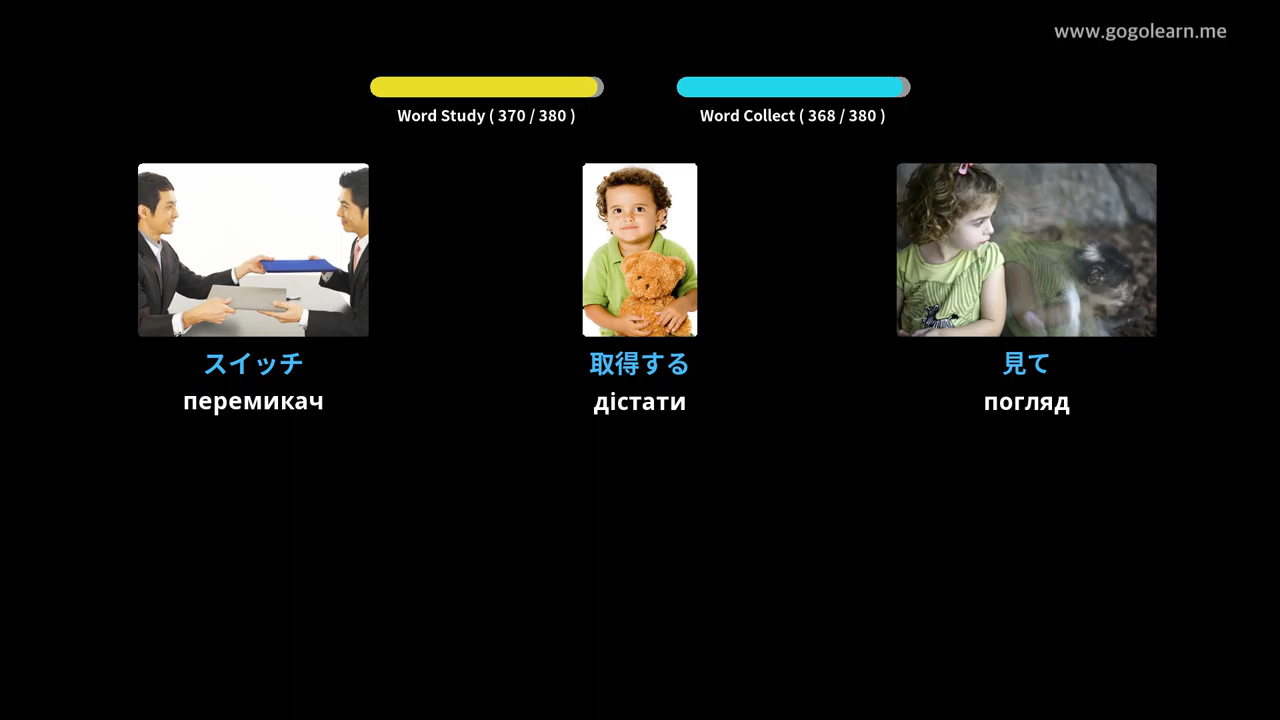 www.gogolearn.me
Word Study ( 370 / 380 )
Word Collect ( 368 / 380 )
スイッチ
перемикач
取得する
дістати
見て
погляд